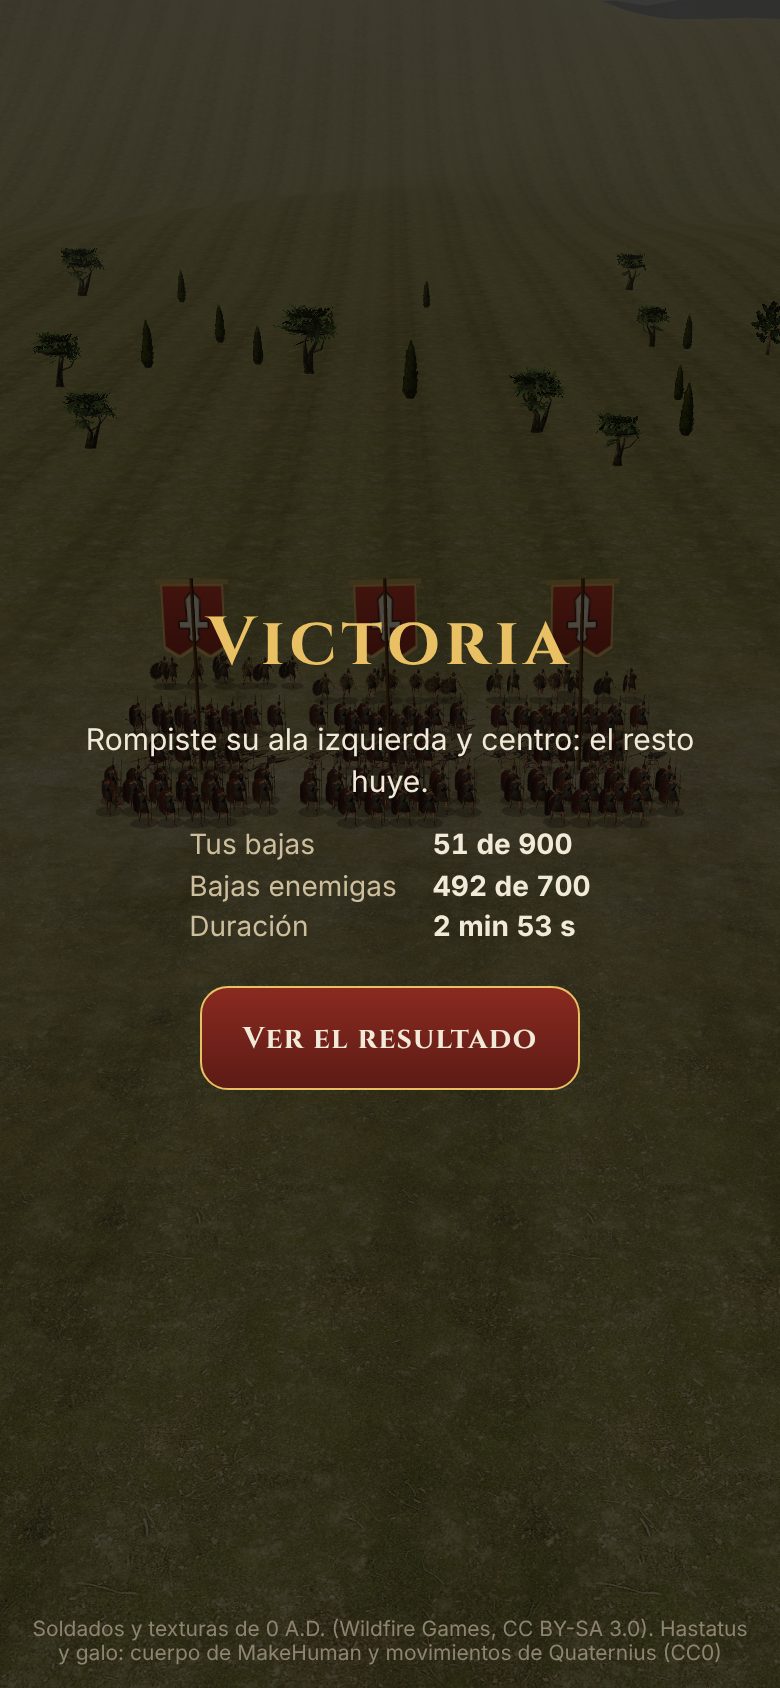 Victoria
Rompiste su ala izquierda y centro: el resto
huye.
Tus bajas 51 de 900
Bajas enemigas 492 de 700
Duración 2 min 53 s
Ver el resultado
Soldados y texturas de 0 A.D. (Wildfire Games, CC BY-SA 3.0). Hastatus
y galo: cuerpo de MakeHuman y movimientos de Quaternius (CC0)